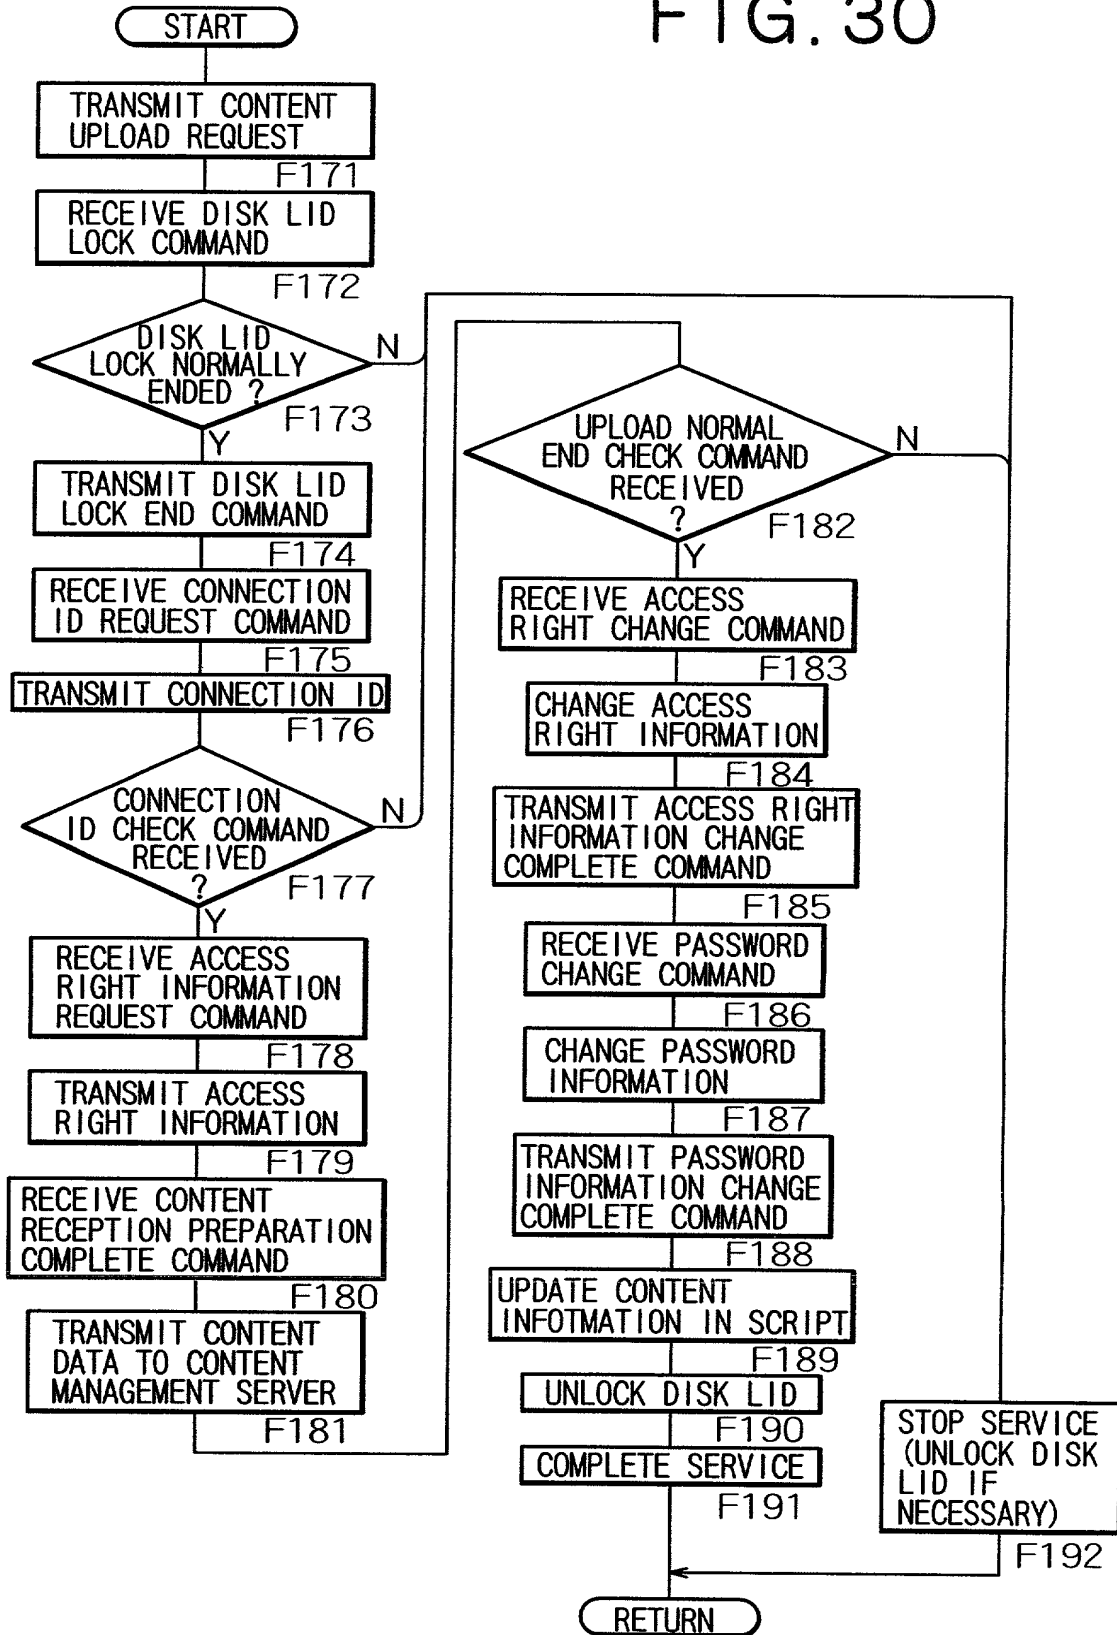 FIG. 30
START
TRANSMIT CONTENT
UPLOAD REQUEST
F171
RECEIVE DISK LID
LOCK COMMAND
F172
DISK LID
LOCK NORMALLY
ENDED ?
F173
N
Y
TRANSMIT DISK LID
LOCK END COMMAND
F174
RECEIVE CONNECTION
ID REQUEST COMMAND
F175
TRANSMIT CONNECTION ID
F176
CONNECTION
ID CHECK COMMAND
RECEIVED
?
F177
N
Y
RECEIVE ACCESS
RIGHT INFORMATION
REQUEST COMMAND
F178
TRANSMIT ACCESS
RIGHT INFORMATION
F179
RECEIVE CONTENT
RECEPTION PREPARATION
COMPLETE COMMAND
F180
TRANSMIT CONTENT
DATA TO CONTENT
MANAGEMENT SERVER
F181
UPLOAD NORMAL
END CHECK COMMAND
RECEIVED
?
F182
N
Y
RECEIVE ACCESS
RIGHT CHANGE COMMAND
F183
CHANGE ACCESS
RIGHT INFORMATION
F184
TRANSMIT ACCESS RIGHT
INFORMATION CHANGE
COMPLETE COMMAND
F185
RECEIVE PASSWORD
CHANGE COMMAND
F186
CHANGE PASSWORD
INFORMATION
F187
TRANSMIT PASSWORD
INFORMATION CHANGE
COMPLETE COMMAND
F188
UPDATE CONTENT
INFOTMATION IN SCRIPT
F189
UNLOCK DISK LID
F190
COMPLETE SERVICE
F191
STOP SERVICE
(UNLOCK DISK
LID IF
NECESSARY)
F192
RETURN